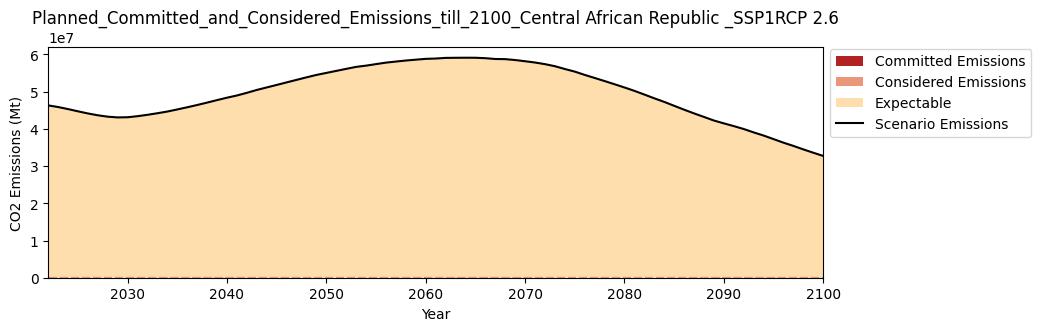 Planned_Committed_and_Considered_Emissions_till_2100_Central African Republic _SSP1RCP 2.6
1e7
6
5
4
3
2
1
0
CO2 Emissions (Mt)
2030 2040 2050 2060 2070 2080 2090 2100
Year
Committed Emissions
Considered Emissions
Expectable
Scenario Emissions